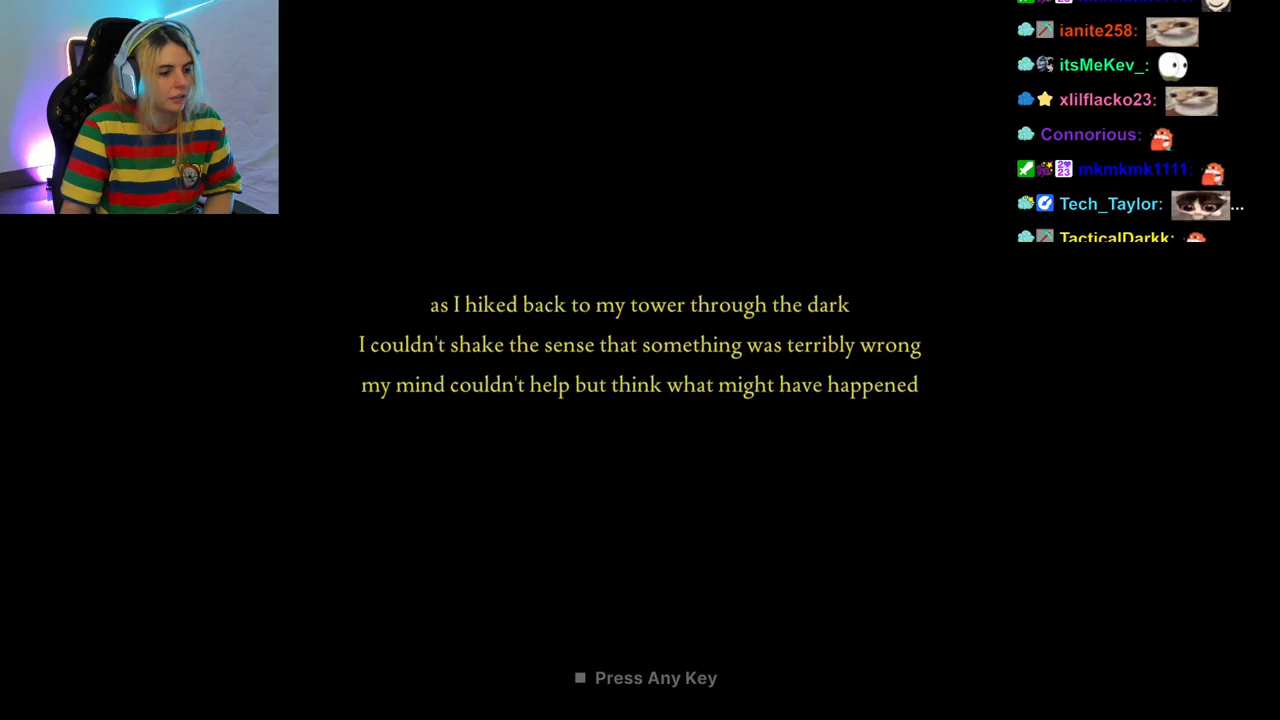 mkmkmk1111:
ianite258:
itsMeKev_:
xlilflacko23:
Connorious:
2023 mkmkmk1111:
Tech_Taylor: ...
TacticalDarkk:
as I hiked back to my tower through the dark
I couldn't shake the sense that something was terribly wrong
my mind couldn't help but think what might have happened
Press Any Key